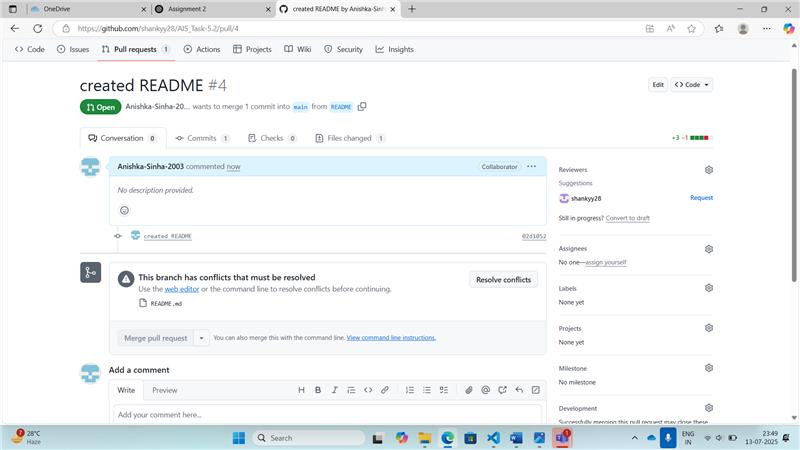 OneDrive
Assignment 2
created README by Anishka-Sinh
https://github.com/shankyy28/AIS_Task-5.2/pull/4
Code
Issues
Pull requests 1
Actions
Projects
Wiki
Security
Insights
created README #4
Edit
Code
Open
Anishka-Sinha-20... wants to merge 1 commit into main from README
Conversation 0
Commits 1
Checks 0
Files changed 1
+3 −1
Anishka-Sinha-2003 commented now
Collaborator
No description provided.
created README
02d1052
This branch has conflicts that must be resolved
Use the web editor or the command line to resolve conflicts before continuing.
README.md
Resolve conflicts
Merge pull request
You can also merge this with the command line. View command line instructions.
Add a comment
Write
Preview
Add your comment here...
Reviewers
Suggestions
shankyy28
Request
Still in progress? Convert to draft
Assignees
No one—assign yourself
Labels
None yet
Projects
None yet
Milestone
No milestone
Development
Successfully merging this pull request may close these
7
28°C
Haze
Search
1
ENG
IN
23:49
13-07-2025